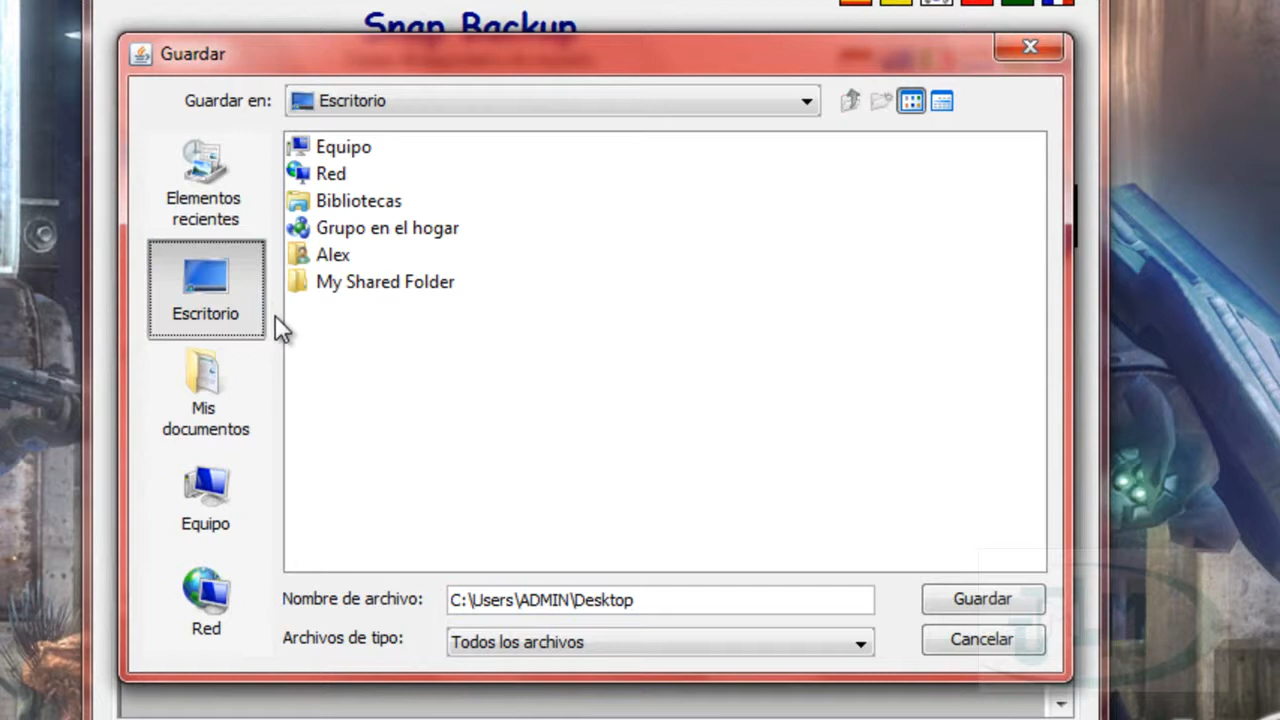 Snap Backup
Guardar
Guardar en:
Escritorio
Elementos
recientes
Escritorio
Mis
documentos
Equipo
Red
Equipo
Red
Bibliotecas
Grupo en el hogar
Alex
My Shared Folder
Nombre de archivo:
C:\Users\ADMIN\Desktop
Guardar
Archivos de tipo:
Todos los archivos
Cancelar